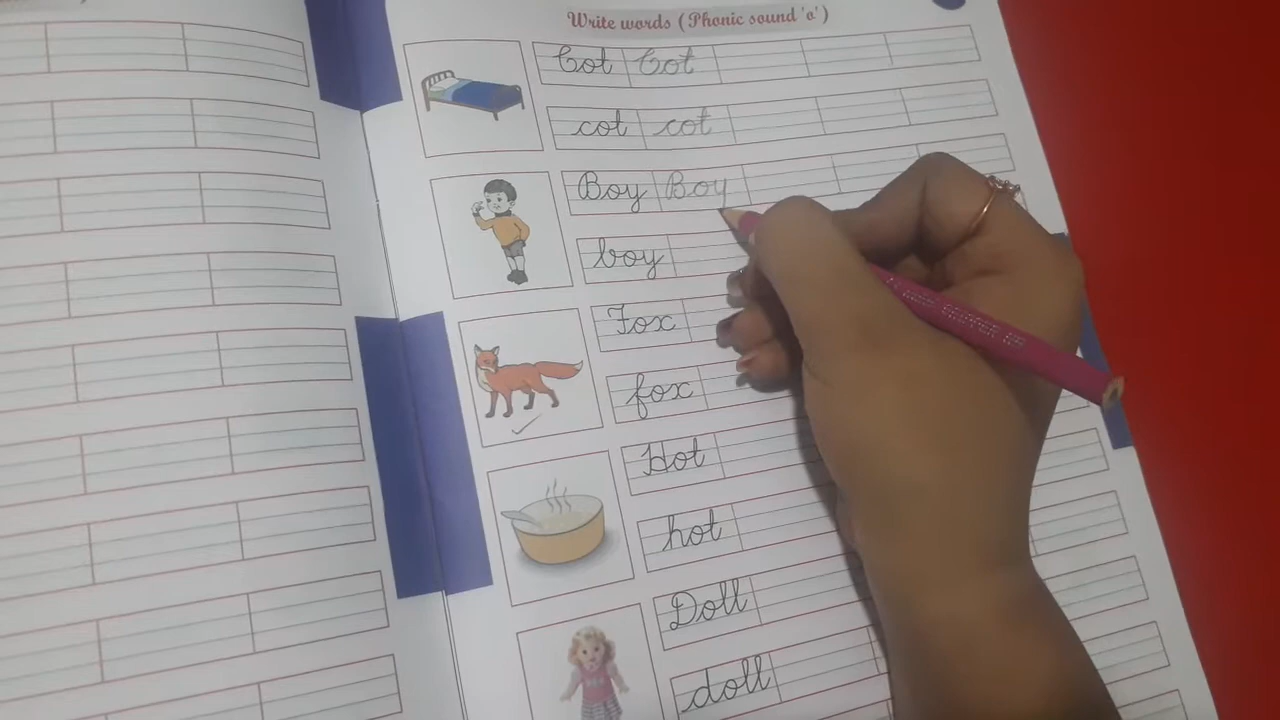 Write words (Phonic sound 'o')
Cot Cot
cot cot
Boy Boy
boy
Fox
fox
Hot
hot
Doll
doll